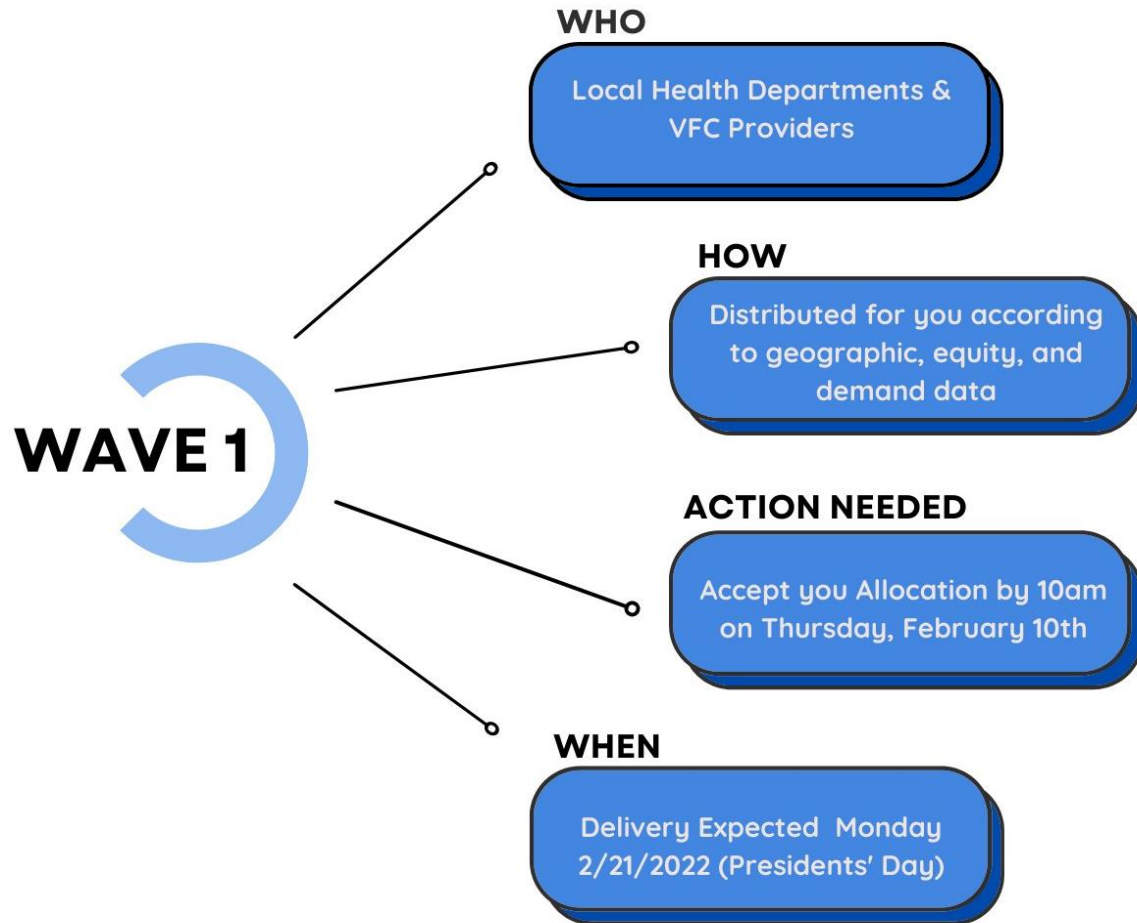 WHO
Local Health Departments &
VFC Providers
HOW
Distributed for you according
to geographic, equity, and
demand data
WAVE 1
ACTION NEEDED
Accept you Allocation by 10am
on Thursday, February 10th
WHEN
Delivery Expected Monday
2/21/2022 (Presidents' Day)